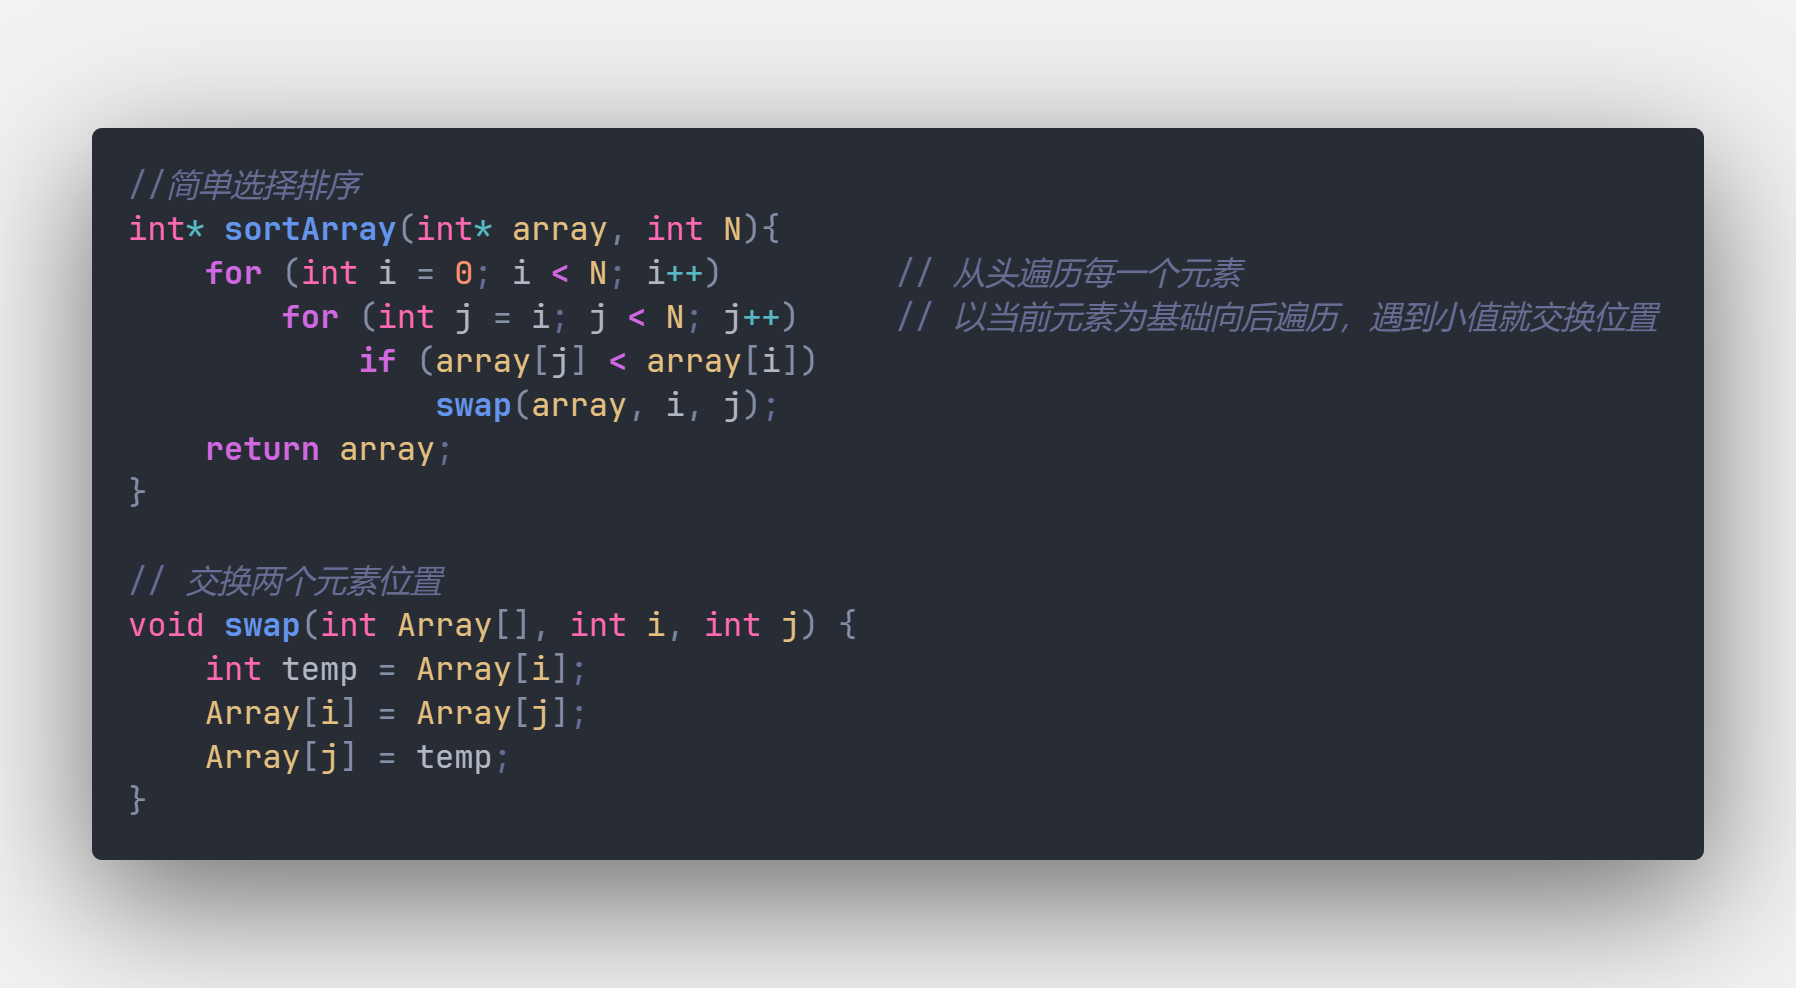 //简单选择排序
int* sortArray(int* array, int N){
    for (int i = 0; i < N; i++)         // 从头遍历每一个元素
        for (int j = i; j < N; j++)     // 以当前元素为基础向后遍历，遇到小值就交换位置
            if (array[j] < array[i])
                swap(array, i, j);
    return array;
}

// 交换两个元素位置
void swap(int Array[], int i, int j) {
    int temp = Array[i];
    Array[i] = Array[j];
    Array[j] = temp;
}